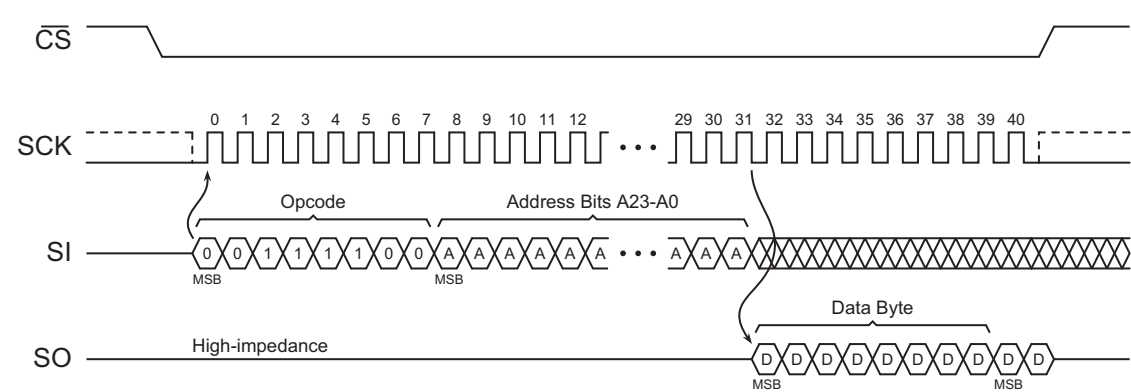 CS
0 1 2 3 4 5 6 7 8 9 10 11 12 29 30 31 32 33 34 35 36 37 38 39 40
SCK
Opcode Address Bits A23-A0
SI 0 0 1 1 1 1 0 0 A A A A A A A A A
MSB MSB
Data Byte
High-impedance
SO D D D D D D D D D D
MSB MSB